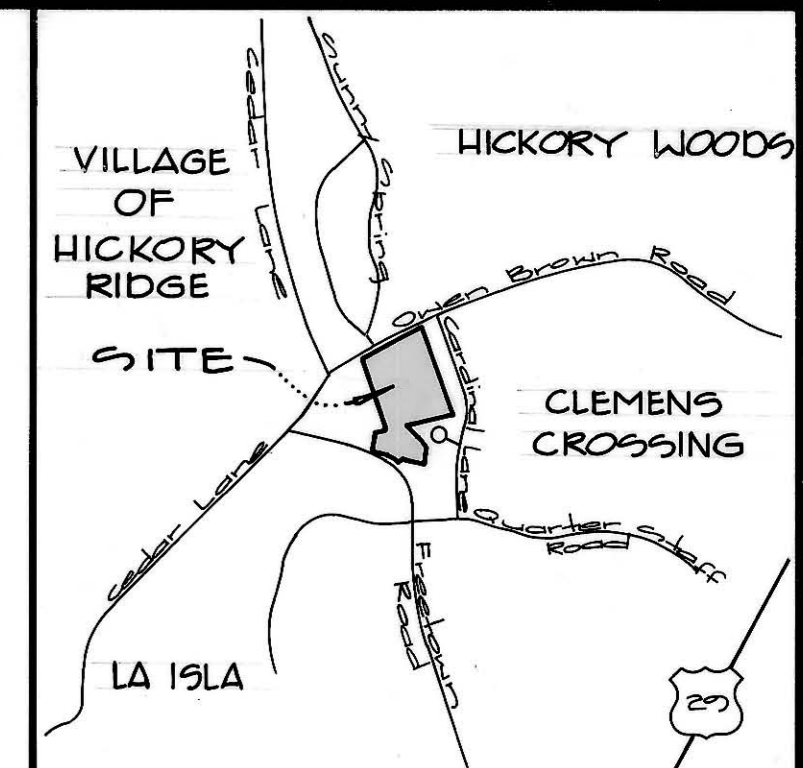 VILLAGE
OF
HICKORY
RIDGE
Cedar Lane
Sunny Spring
HICKORY WOODS
Owen Brown Road
SITE
Cardinal Lane
CLEMENS
CROSSING
Cedar Lane
Quarter Staff
Road
Freetown
Road
LA ISLA
29